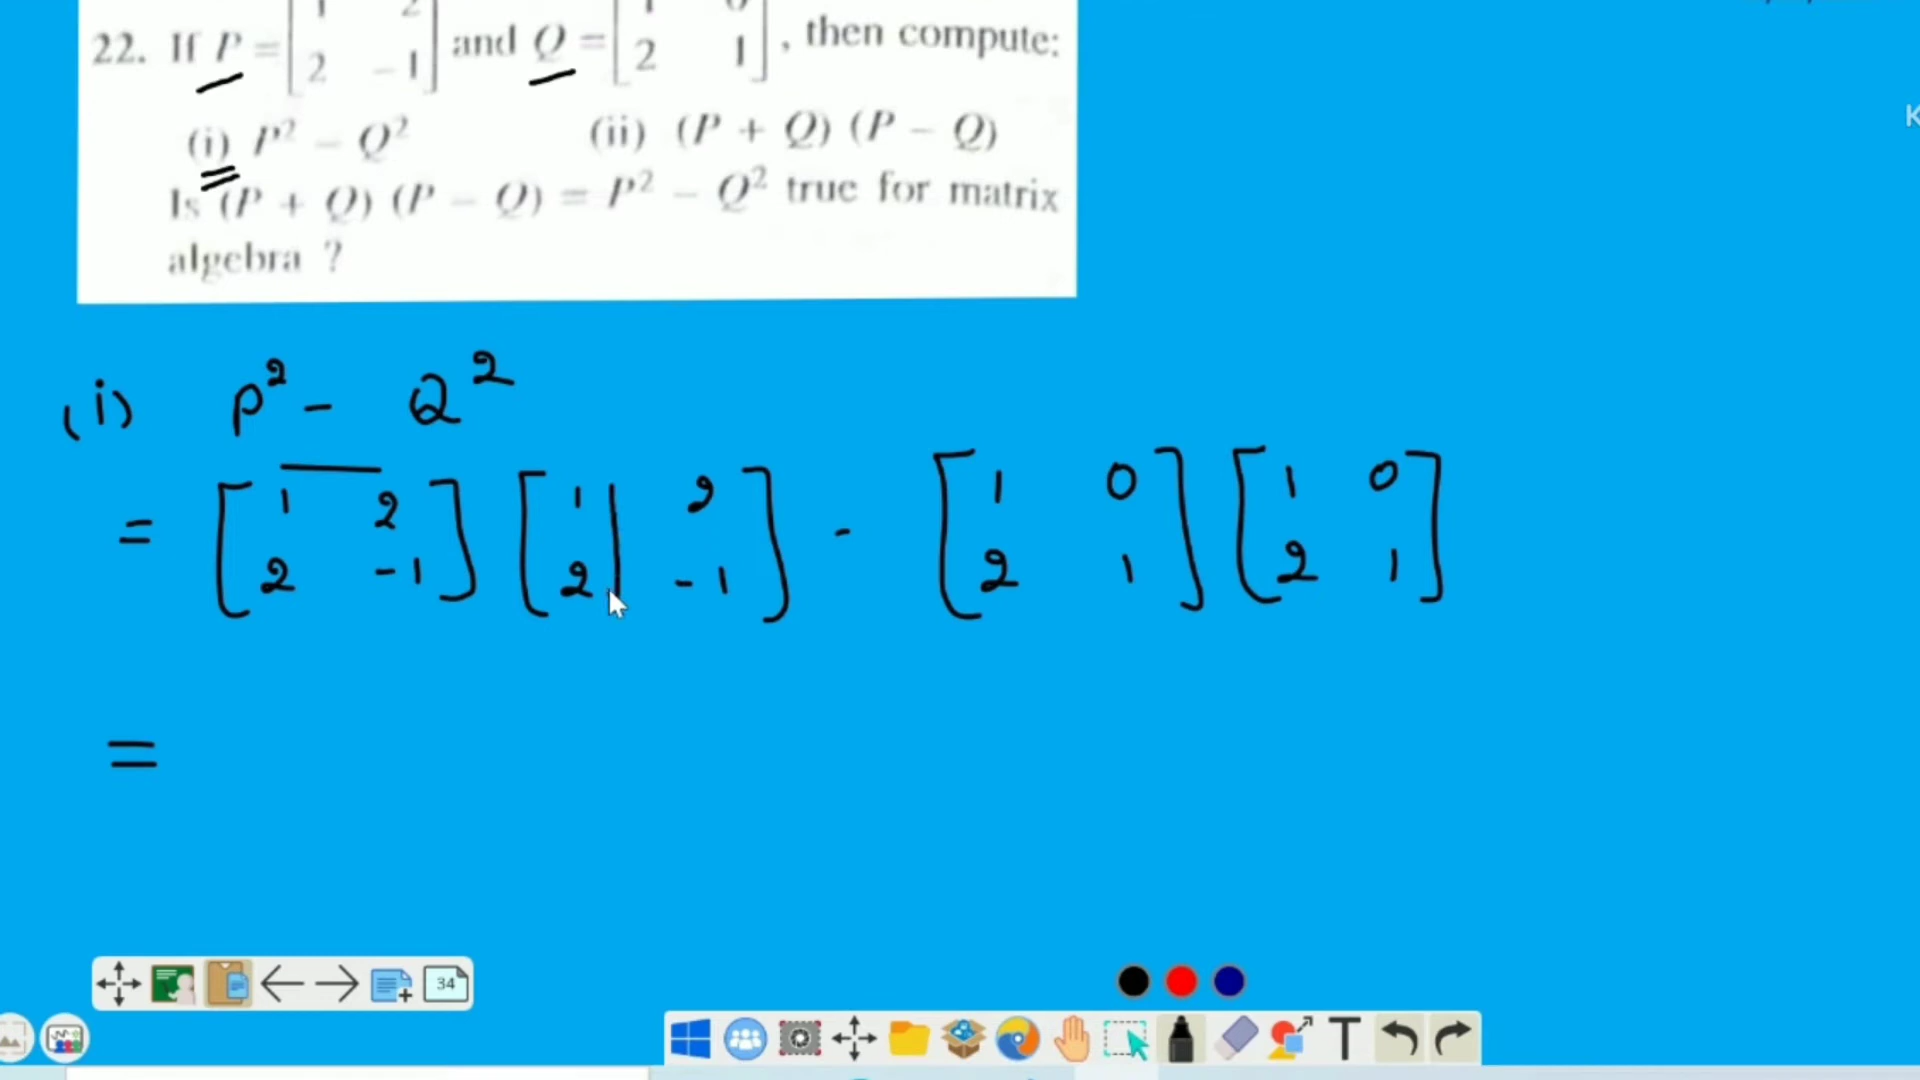 1 2 1 0
22. If P = [ ] and Q = [ ], then compute:
2 -1 2 1
(i) P² - Q² (ii) (P + Q) (P - Q)
Is (P + Q) (P - Q) = P² - Q² true for matrix
algebra ?
(i) P² - Q²
= [1 2] [1 2] - [1 0] [1 0]
[2 -1] [2 -1] [2 1] [2 1]
=
34
T